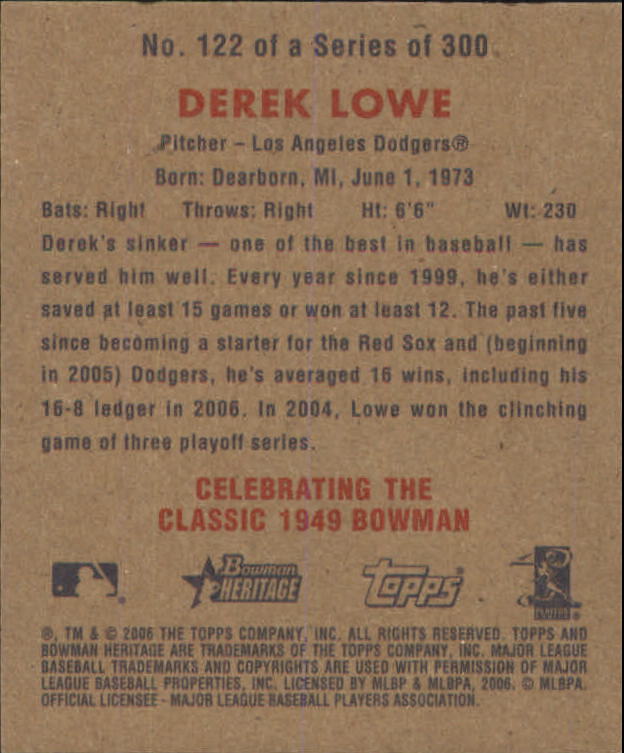 No. 122 of a Series of 300
DEREK LOWE
Pitcher – Los Angeles Dodgers®
Born: Dearborn, MI, June 1, 1973
Bats: Right Throws: Right Ht: 6'6" Wt: 230
Derek's sinker — one of the best in baseball — has
served him well. Every year since 1999, he's either
saved at least 15 games or won at least 12. The past five
since becoming a starter for the Red Sox and (beginning
in 2005) Dodgers, he's averaged 16 wins, including his
16-8 ledger in 2006. In 2004, Lowe won the clinching
game of three playoff series.
CELEBRATING THE
CLASSIC 1949 BOWMAN
Bowman
HERITAGE
topps®
PLAYERS
®, TM & © 2006 THE TOPPS COMPANY, INC. ALL RIGHTS RESERVED. TOPPS AND
BOWMAN HERITAGE ARE TRADEMARKS OF THE TOPPS COMPANY, INC. MAJOR LEAGUE
BASEBALL TRADEMARKS AND COPYRIGHTS ARE USED WITH PERMISSION OF MAJOR
LEAGUE BASEBALL PROPERTIES, INC. LICENSED BY MLBP & MLBPA, 2006. © MLBPA.
OFFICIAL LICENSEE - MAJOR LEAGUE BASEBALL PLAYERS ASSOCIATION.